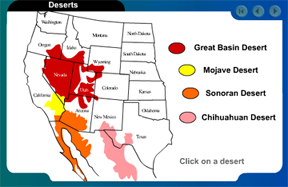 Deserts
Washington
Montana
North Dakota
Oregon
Idaho
South Dakota
Wyoming
Great Basin Desert
Nebraska
Nevada
Utah
Mojave Desert
Colorado
Kansas
California
Sonoran Desert
Oklahoma
Arizona
New Mexico
Chihuahuan Desert
Texas
Click on a desert